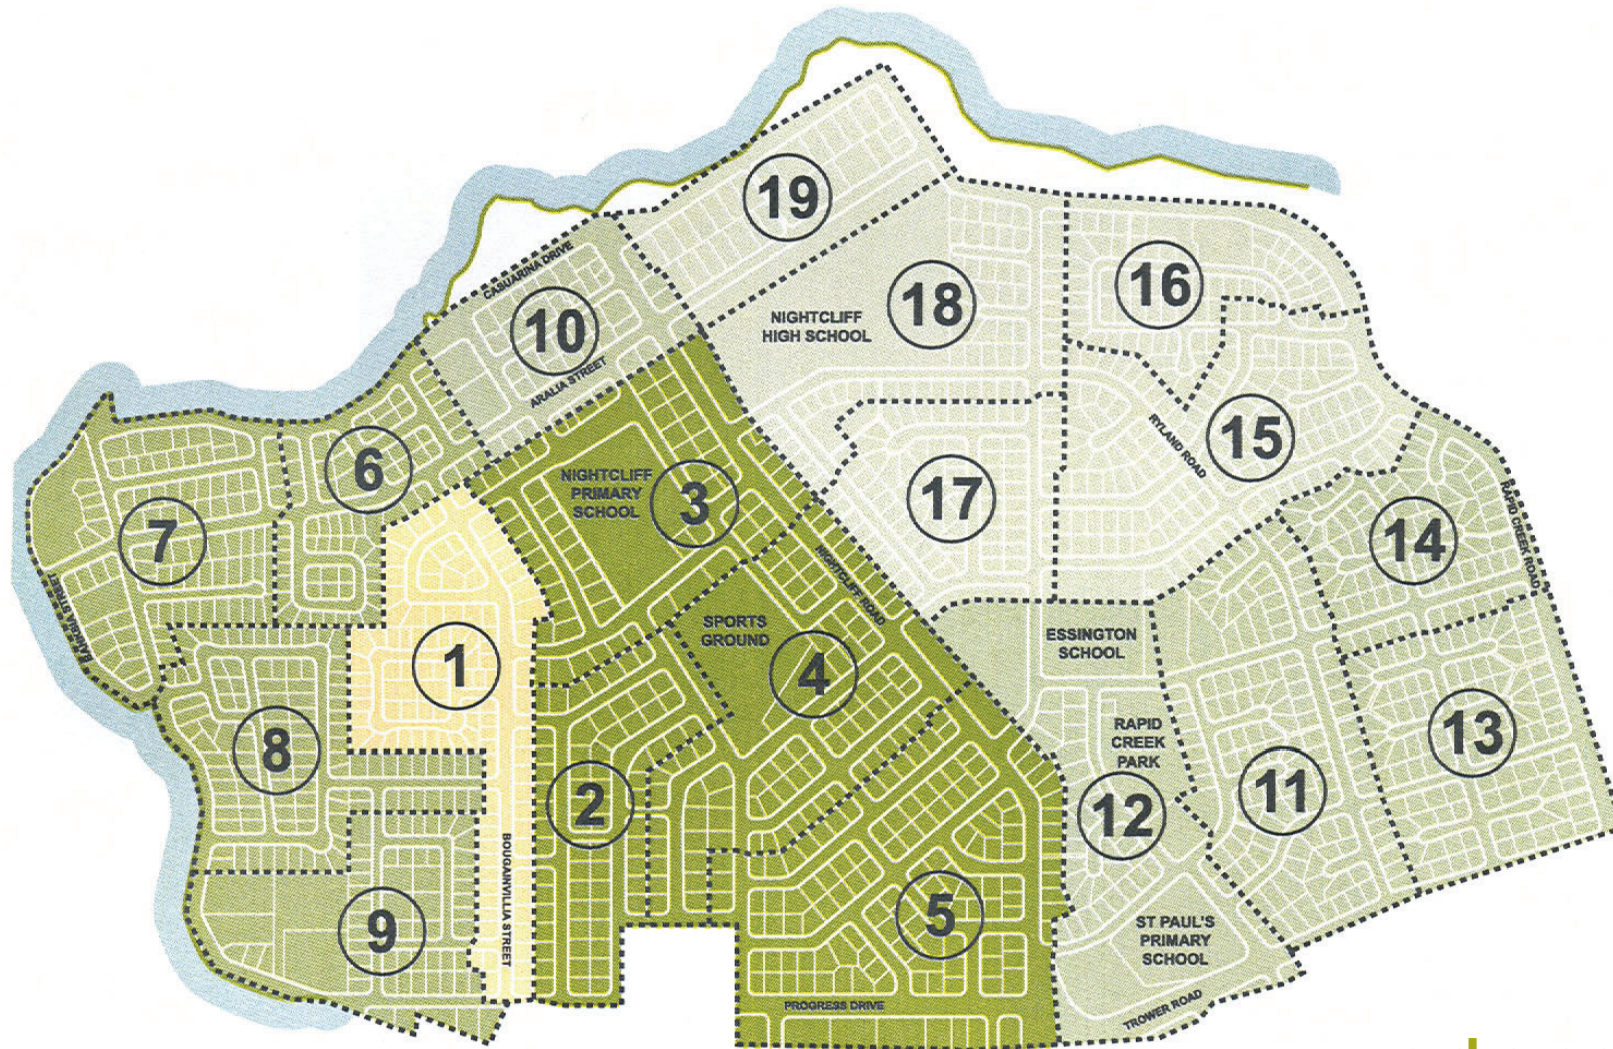 19
16
18
CASUARINA DRIVE
10
NIGHTCLIFF
HIGH SCHOOL
ARALIA STREET
6
RYLAND ROAD
15
7
NIGHTCLIFF
PRIMARY
SCHOOL
3
17
14
RAPID CREEK ROAD
NIGHTCLIFF ROAD
BANKSIA STREET
1
SPORTS
GROUND
4
ESSINGTON
SCHOOL
8
RAPID
CREEK
PARK
13
2
12
11
BOUGAINVILLIA STREET
9
5
ST PAUL'S
PRIMARY
SCHOOL
PROGRESS DRIVE
TROWER ROAD